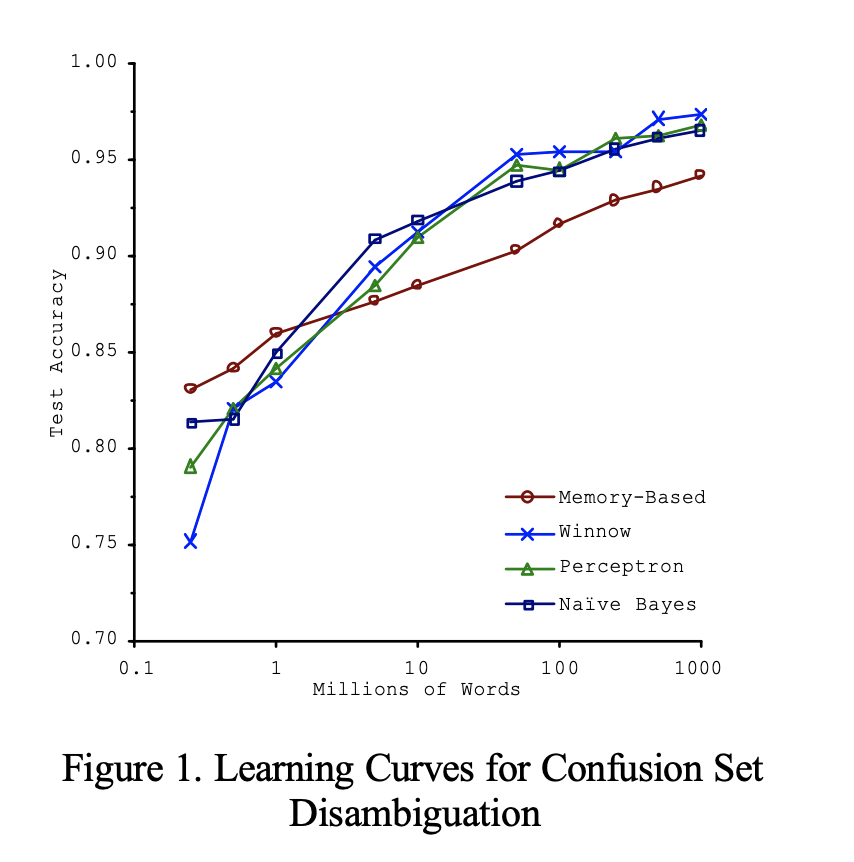 1.00
0.95
0.90
0.85
0.80
0.75
0.70
Test Accuracy
Memory-Based
Winnow
Perceptron
Naïve Bayes
0.1 1 10 100 1000
Millions of Words
Figure 1. Learning Curves for Confusion Set
Disambiguation